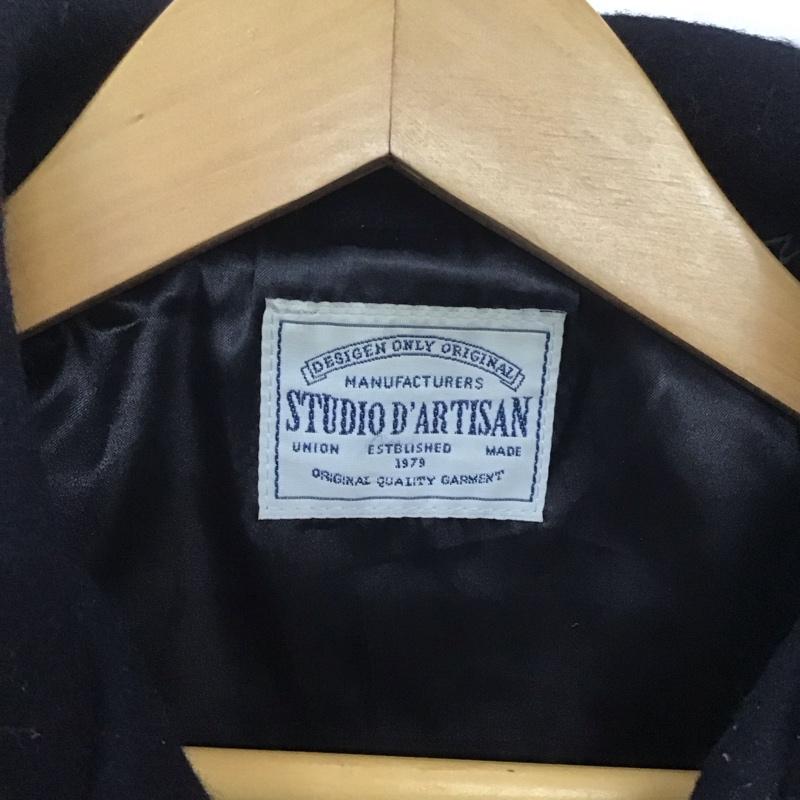 DESIGEN ONLY ORIGINAL
MANUFACTURERS
STUDIO D'ARTISAN
UNION ESTBLISHED MADE
1979
ORIGINAL QUALITY GARMENT